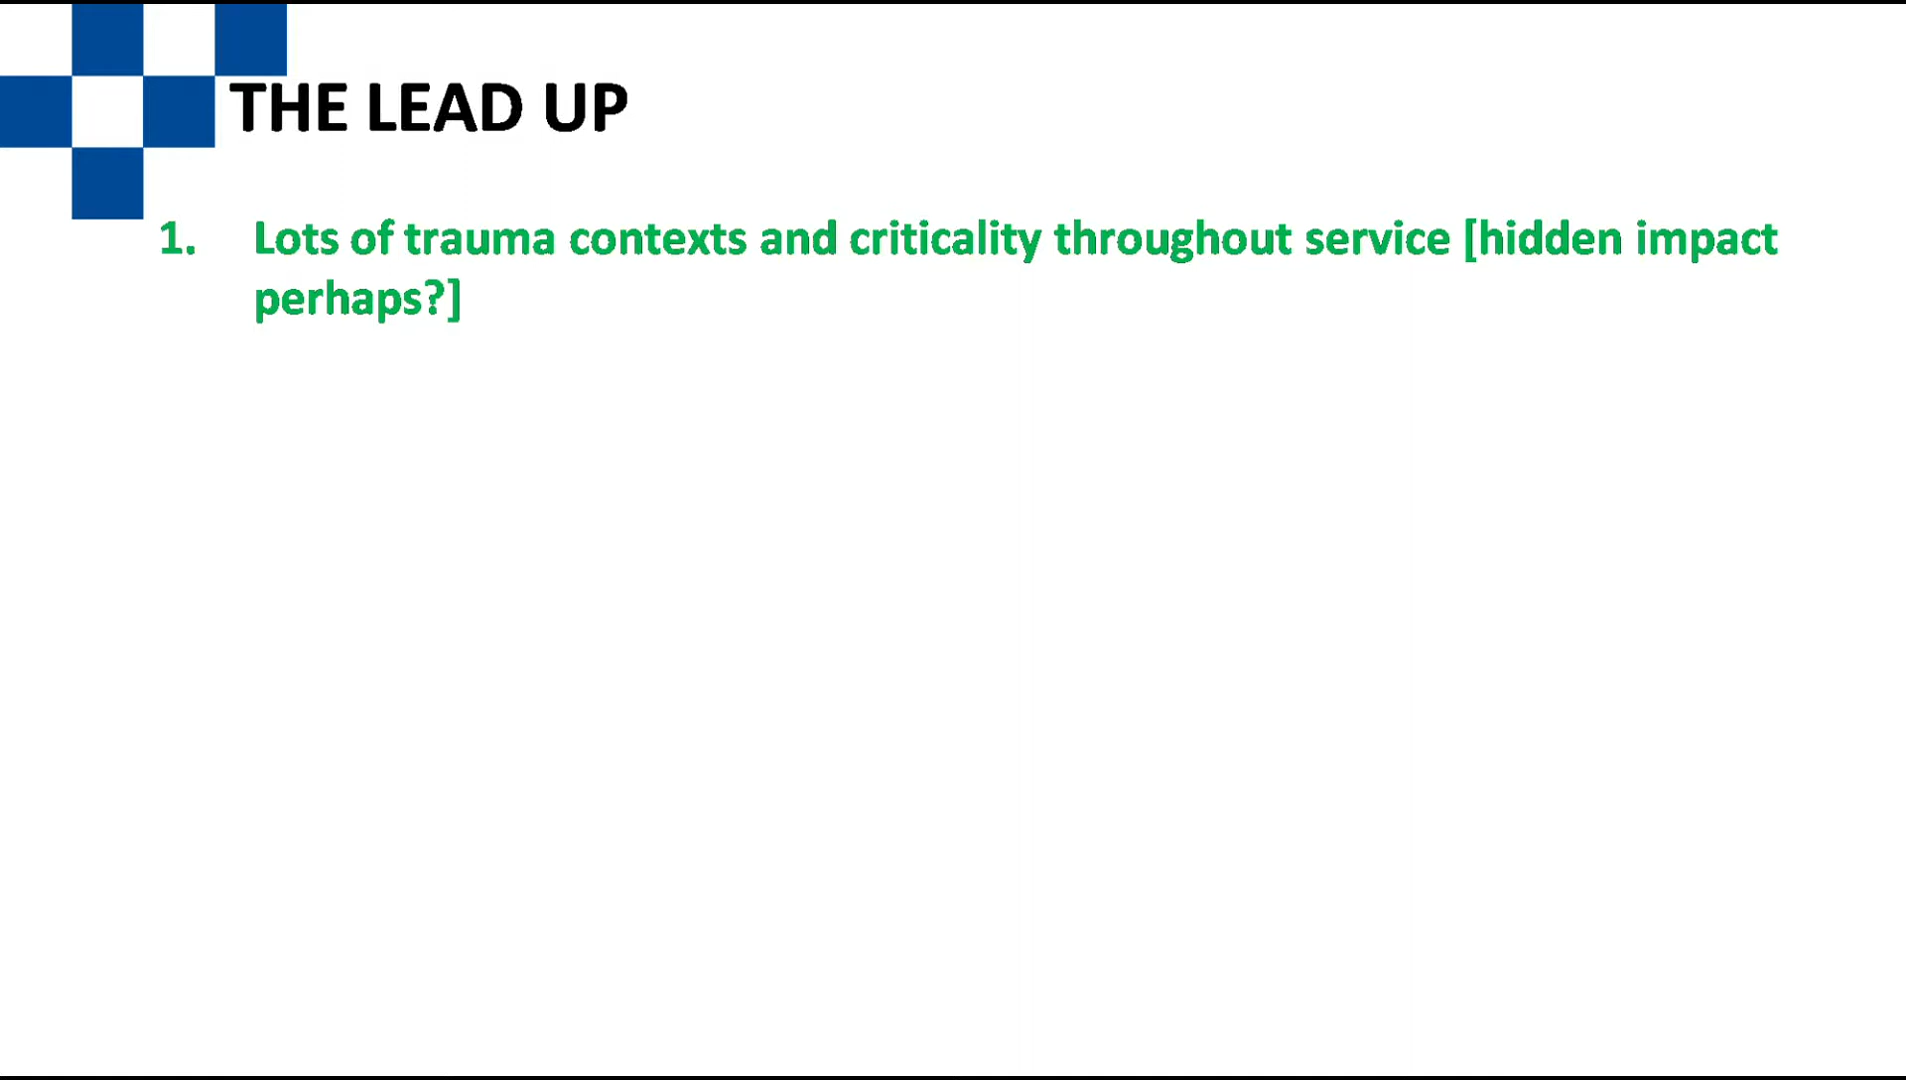 THE LEAD UP
1. Lots of trauma contexts and criticality throughout service [hidden impact
perhaps?]